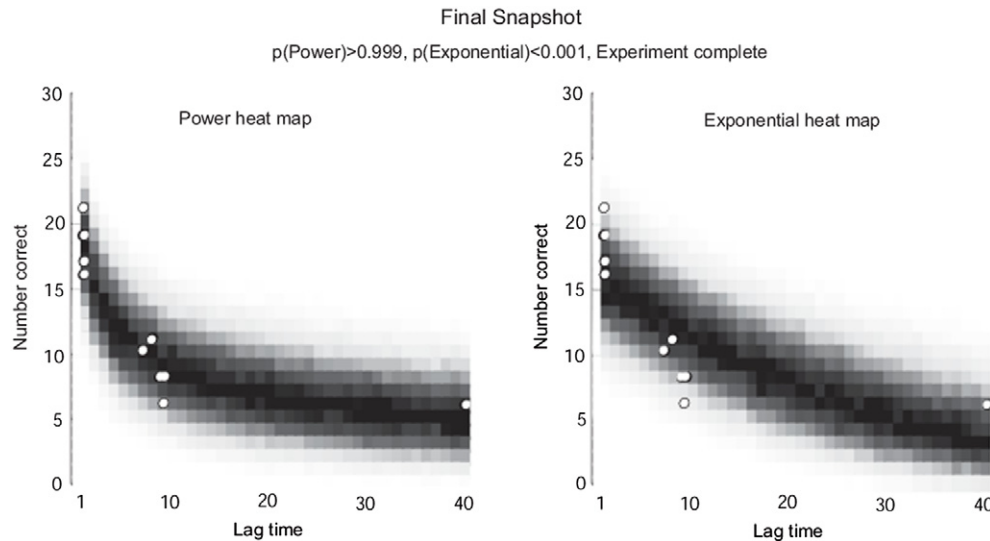 Final Snapshot
p(Power)>0.999, p(Exponential)<0.001, Experiment complete
Power heat map
30
25
20
15
10
5
0
Number correct
1 10 20 30 40
Lag time
Exponential heat map
30
25
20
15
10
5
0
Number correct
1 10 20 30 40
Lag time